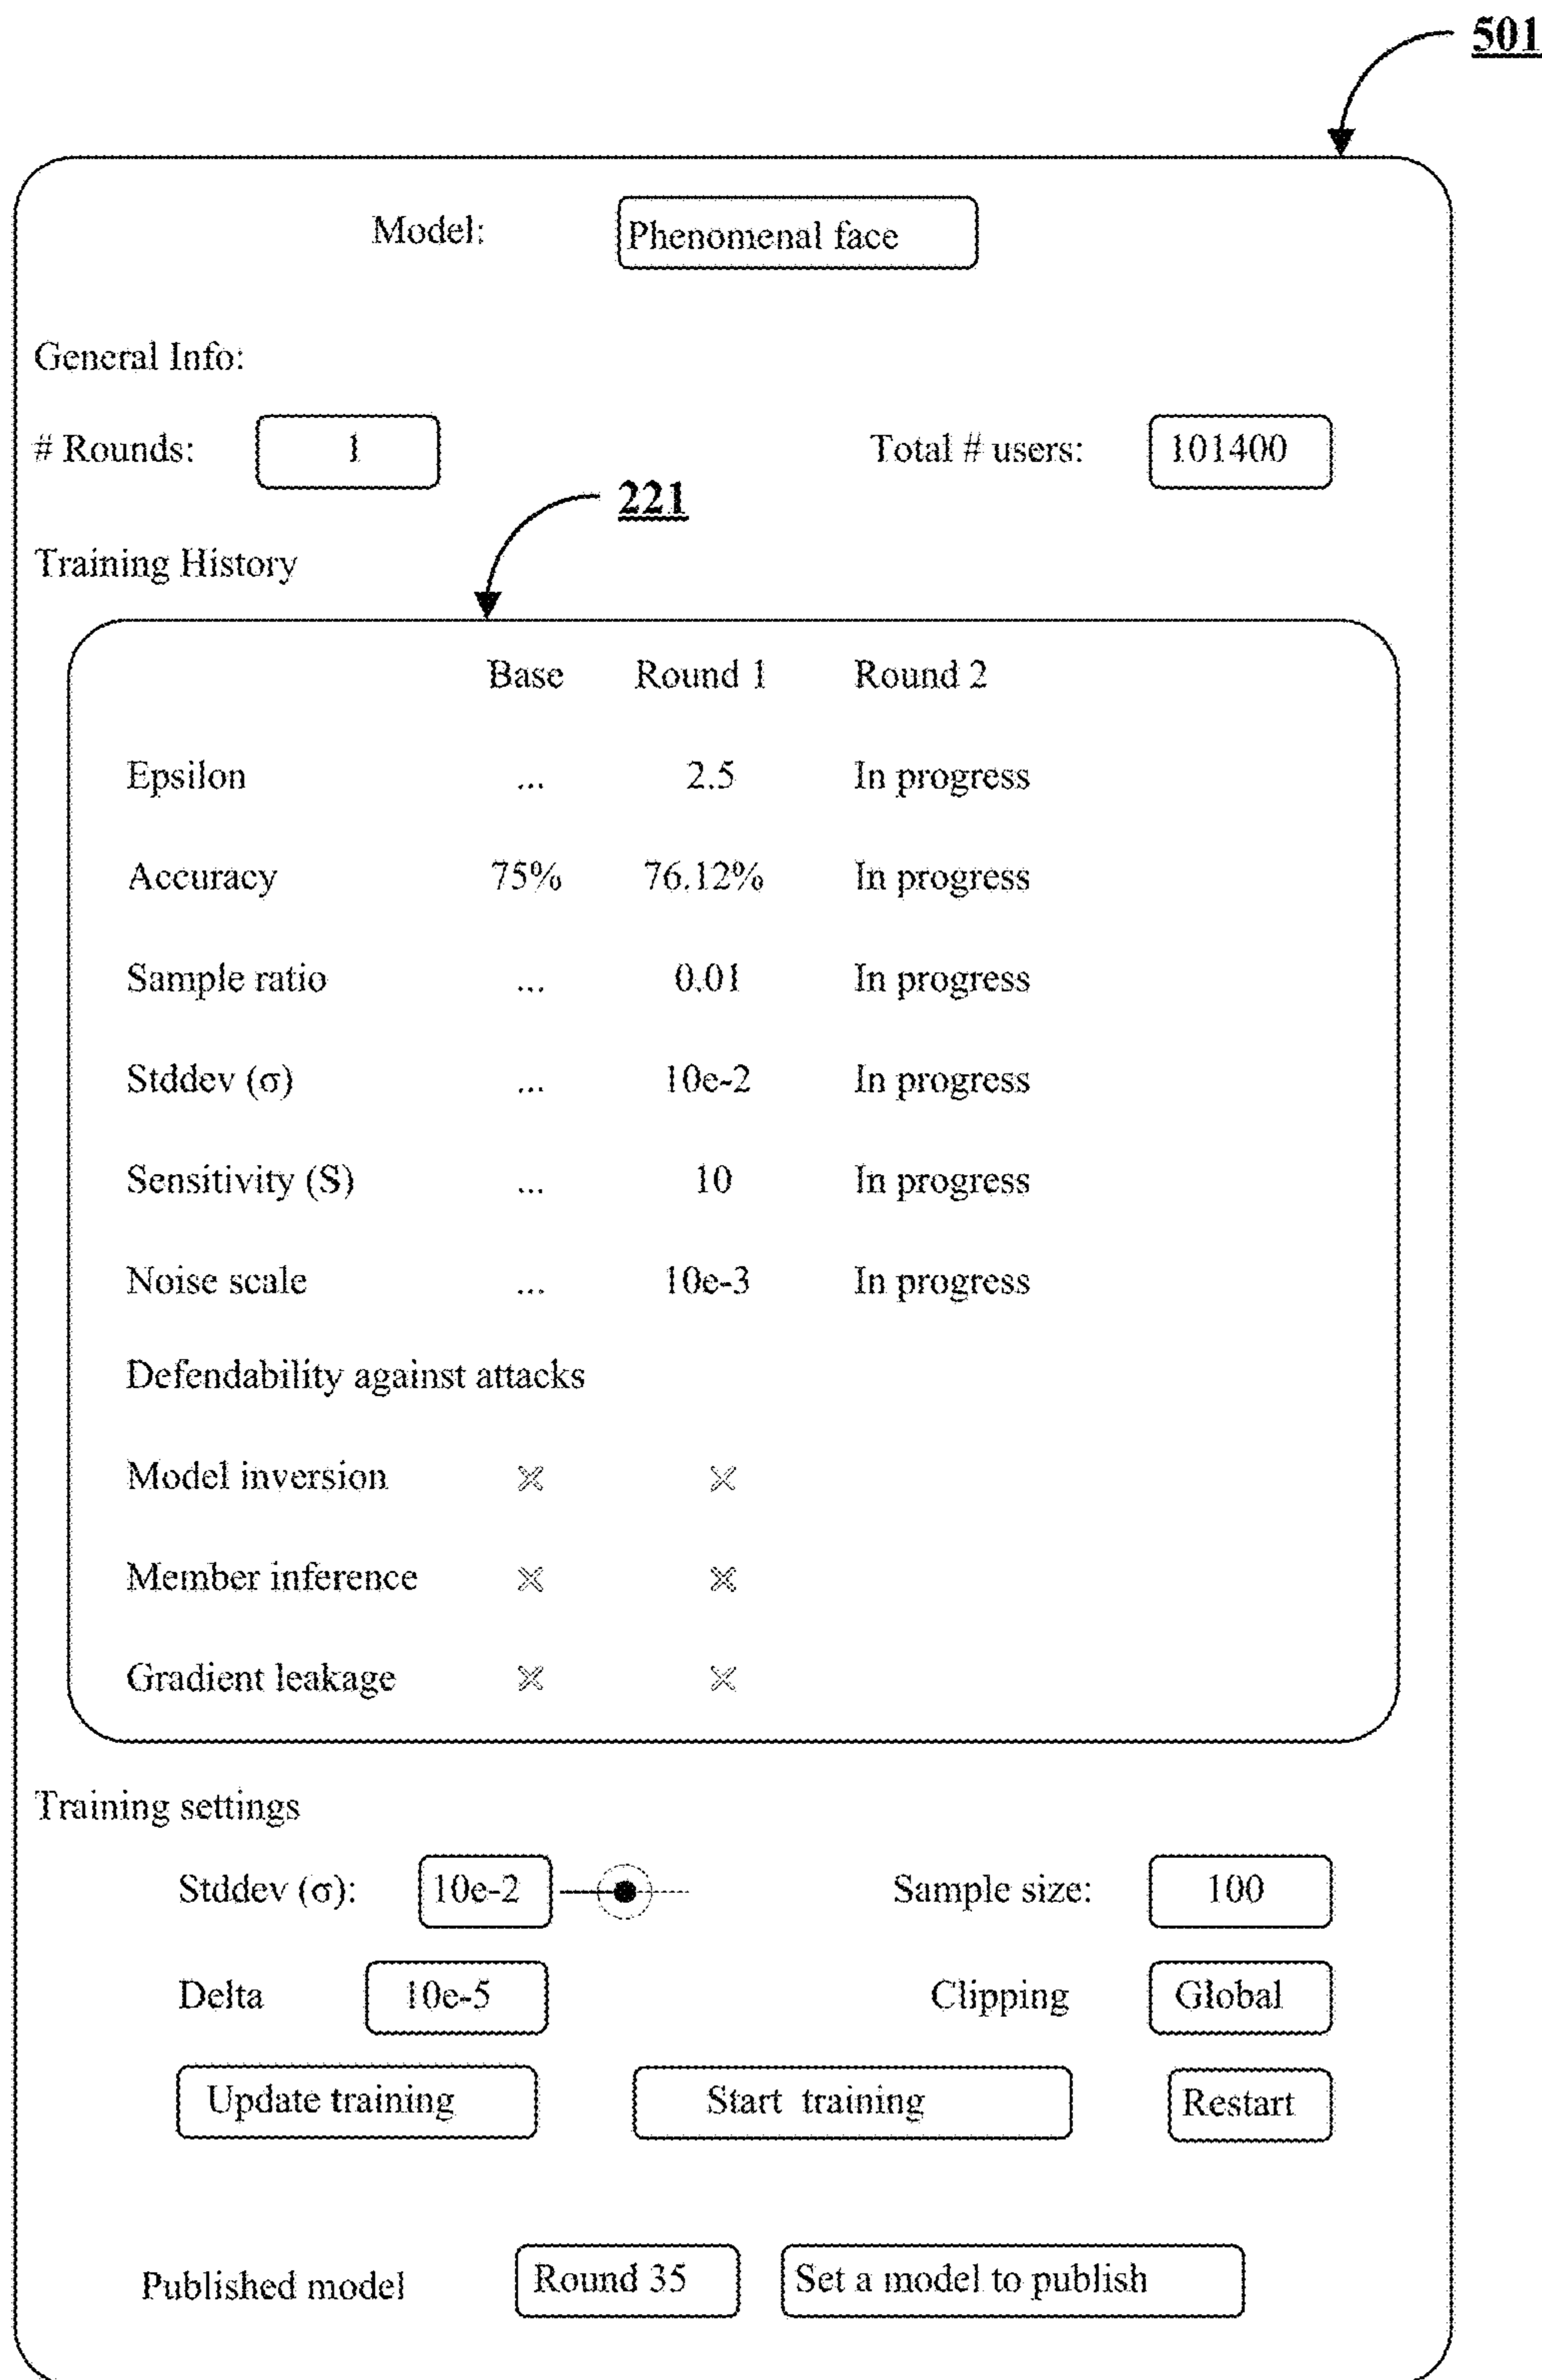 501
Model: Phenomenal face
General Info:
# Rounds: 1 Total # users: 101400
221
Training History
Base Round 1 Round 2
Epsilon ... 2.5 In progress
Accuracy 75% 76.12% In progress
Sample ratio ... 0.01 In progress
Stddev (σ) ... 10e-2 In progress
Sensitivity (S) ... 10 In progress
Noise scale ... 10e-3 In progress
Defendability against attacks
Model inversion × ×
Member inference × ×
Gradient leakage × ×
Training settings
Stddev (σ): 10e-2 Sample size: 100
Delta 10e-5 Clipping Global
Update training Start training Restart
Published model Round 35 Set a model to publish